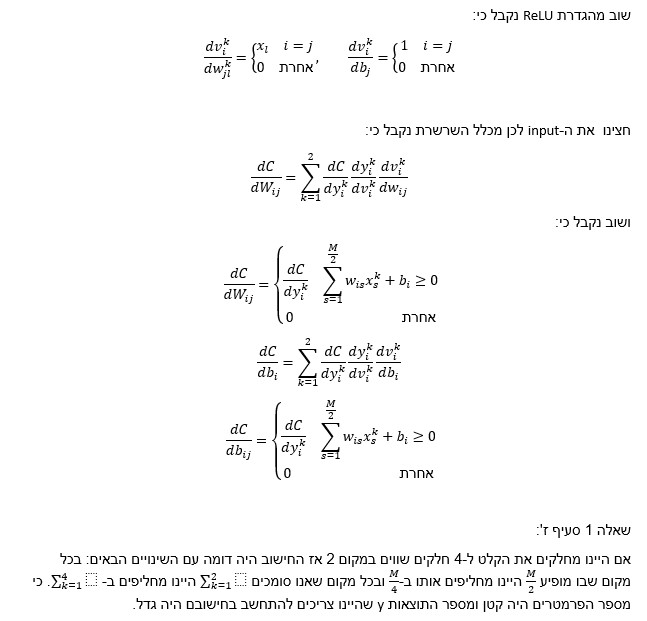 שוב מהגדרת ReLU נקבל כי:
$\frac{dv_i^k}{dw_{jl}^k} = \begin{cases} x_l & i = j \\ 0 & \text{אחרת} \end{cases}, \quad \frac{dv_i^k}{db_j} = \begin{cases} 1 & i = j \\ 0 & \text{אחרת} \end{cases}$
חצינו את ה-input לכן מכלל השרשרת נקבל כי:
$\frac{dC}{dW_{ij}} = \sum_{k=1}^{2} \frac{dC}{dy_i^k} \frac{dy_i^k}{dv_i^k} \frac{dv_i^k}{dw_{ij}}$
ושוב נקבל כי:
$\frac{dC}{dW_{ij}} = \begin{cases} \frac{dC}{dy_i^k} & \sum_{s=1}^{\frac{M}{2}} w_{is} x_s^k + b_i \geq 0 \\ 0 & \text{אחרת} \end{cases}$
$\frac{dC}{db_i} = \sum_{k=1}^{2} \frac{dC}{dy_i^k} \frac{dy_i^k}{dv_i^k} \frac{dv_i^k}{db_i}$
$\frac{dC}{db_{ij}} = \begin{cases} \frac{dC}{dy_i^k} & \sum_{s=1}^{\frac{M}{2}} w_{is} x_s^k + b_i \geq 0 \\ 0 & \text{אחרת} \end{cases}$
שאלה 1 סעיף ז':
אם היינו מחלקים את הקלט ל-4 חלקים שווים במקום 2 אז החישוב היה דומה עם השינויים הבאים: בכל
מקום שבו מופיע $\frac{M}{2}$ היינו מחליפים אותו ב-$\frac{M}{4}$ ובכל מקום שאנו סומכים $\sum_{k=1}^{2} ⬚$ היינו מחליפים ב- $\sum_{k=1}^{4} ⬚$. כי
מספר הפרמטרים היה קטן ומספר התוצאות y שהיינו צריכים להתחשב בחישובם היה גדל.